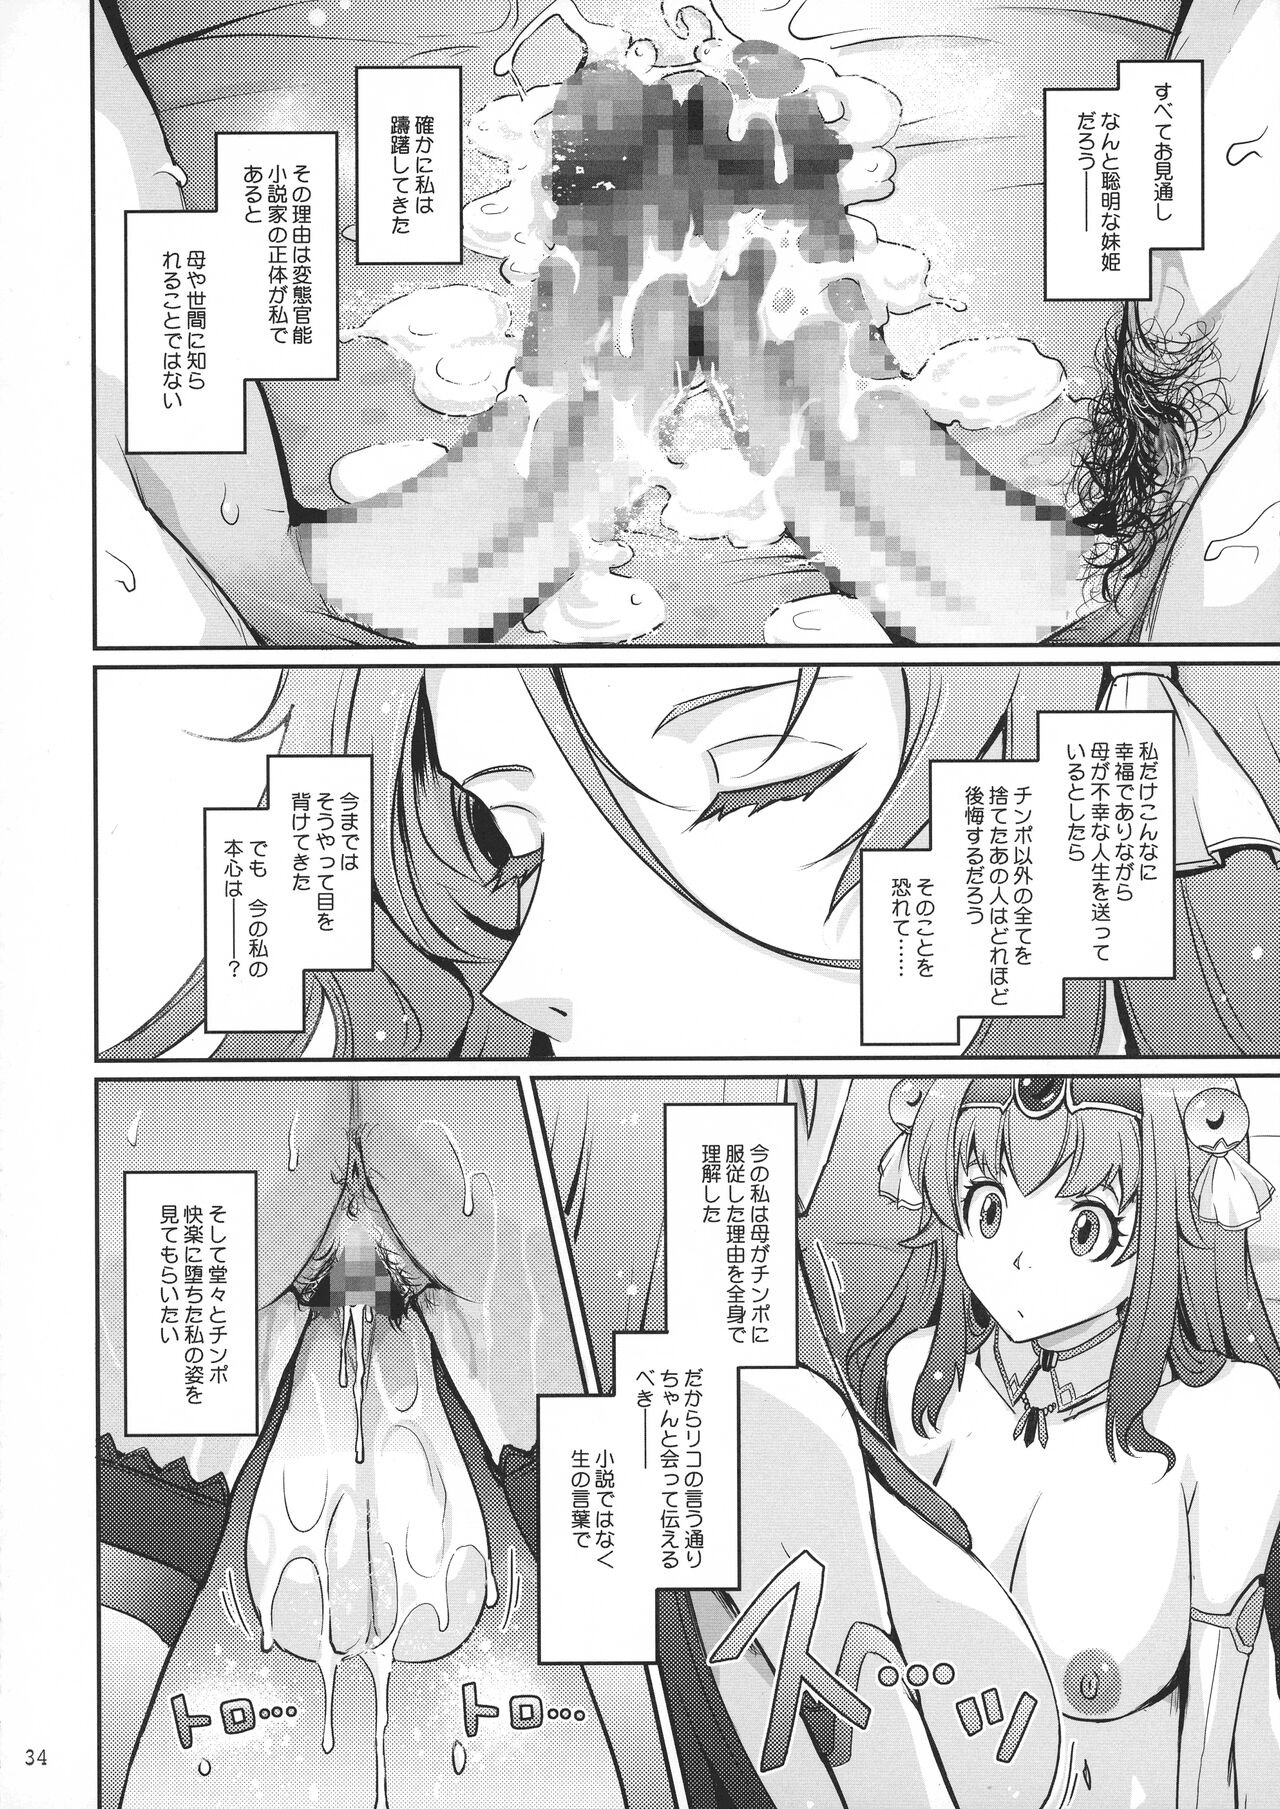 すべてお見通し
なんと聡明な妹姫
だろう――
確かに私は
躊躇してきた
その理由は変態官能
小説家の正体が私で
あると
母や世間に知ら
れることではない
私だけこんなに
幸福でありながら
母が不幸な人生を送って
いるとしたら
チンポ以外の全てを
捨てたあの人はどれほど
後悔するだろう
そのことを
恐れて……
今までは
そうやって目を
背けてきた
でも 今の私の
本心は――?
今の私は母がチンポに
服従した理由を全身で
理解した
だからリコの言う通り
ちゃんと会って伝える
べき――
小説ではなく
生の言葉で
ズ…ッ
そして堂々とチンポ
快楽に堕ちた私の姿を
見てもらいたい
トロ…
トロ…
34